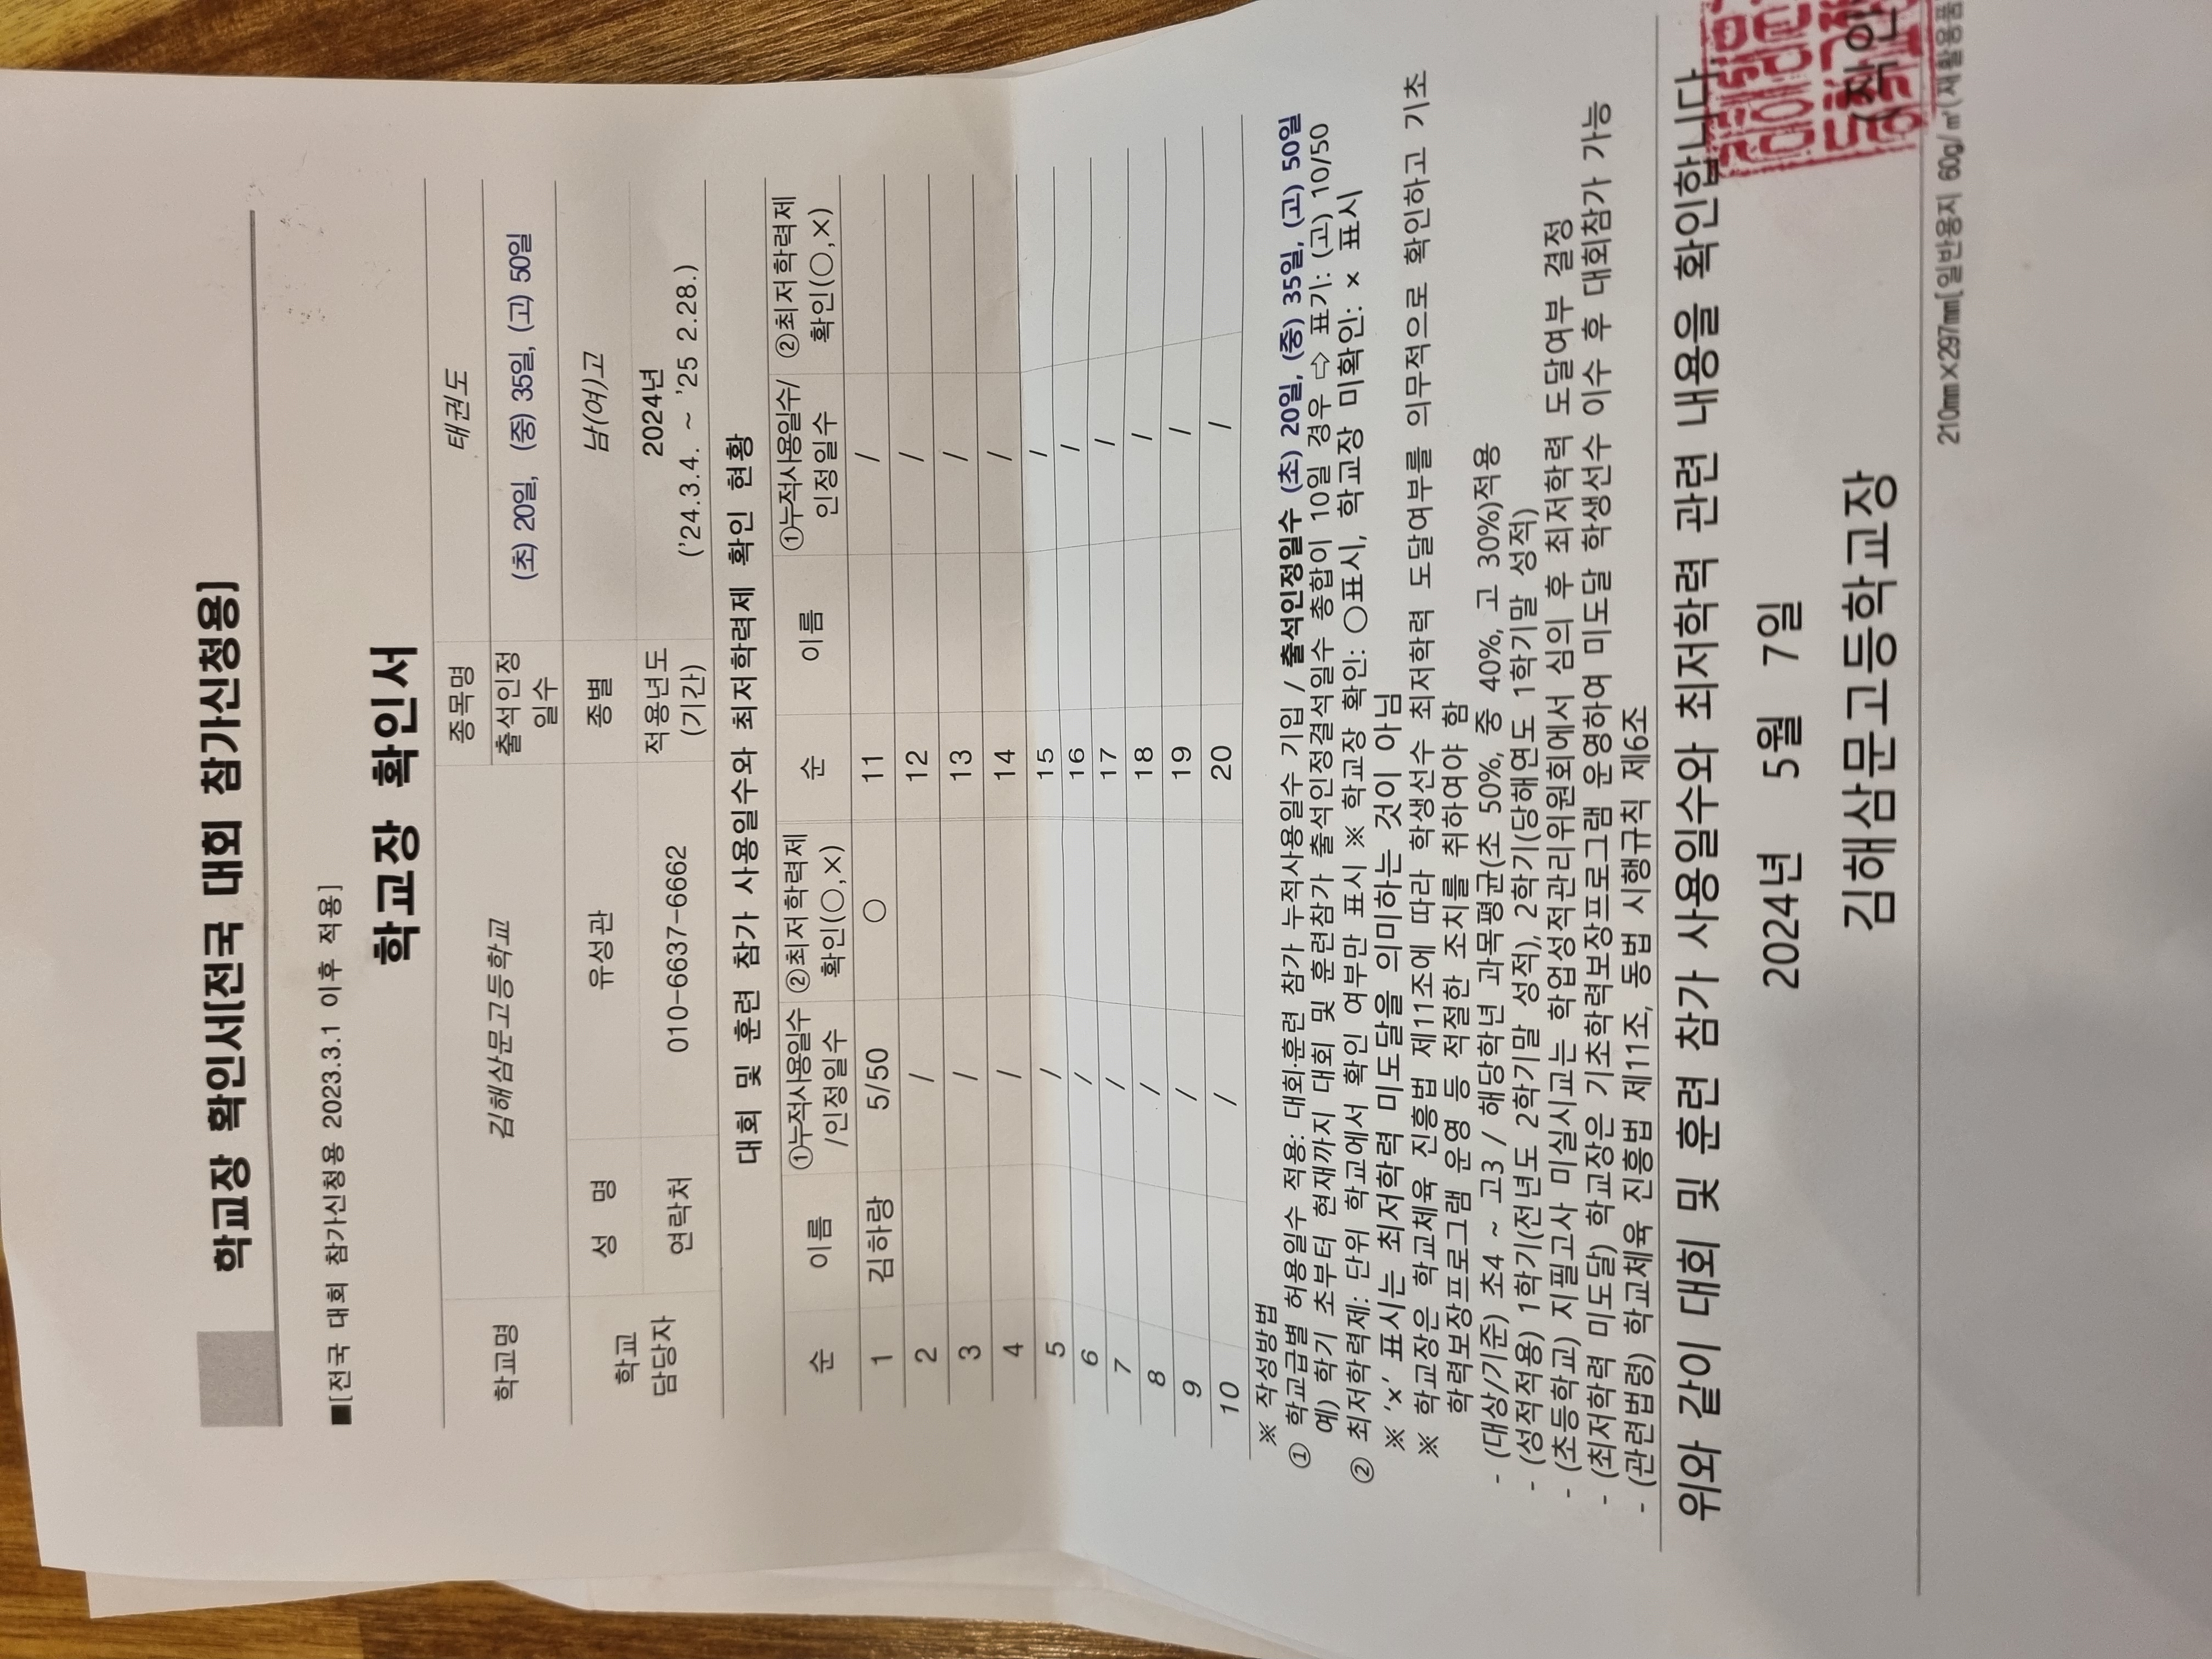 학교장 확인서[전국 대회 참가신청용]
■[전국 대회 참가신청용 2023.3.1 이후 적용]
학교장 확인서
학교명 김해삼문고등학교 종목명 태권도
출석인정일수 (초) 20일, (중) 35일, (고) 50일
학교 담당자 성 명 유성관 종별 남(여)고
연락처 010-6637-6662 적용년도 (기간) 2024년 ('24.3.4. ~ '25 2.28.)
대회 및 훈련 참가 사용일수와 최저학력제 확인 현황
순 이름 ①누적사용일수/인정일수 ②최저학력제 확인(○,×) 순 이름 ①누적사용일수/인정일수 ②최저학력제 확인(○,×)
1 김하랑 5/50 ○ 11 /
2 / 12 /
3 / 13 /
4 / 14 /
5 / 15 /
6 / 16 /
7 / 17 /
8 / 18 /
9 / 19 /
10 / 20 /
※ 작성방법
① 학교급별 허용일수 적용: 대회·훈련 참가 누적사용일수 기입 / 출석인정일수 (초) 20일, (중) 35일, (고) 50일
예) 학기 초부터 현재까지 대회 및 훈련참가 출석인정결석일수 총합이 10일 경우 ⇨ 표기: (고) 10/50
② 최저학력제: 단위 학교에서 확인 여부만 표시 ※ 학교장 확인: ○표시, 학교장 미확인: × 표시
※ '×' 표시는 최저학력 미도달을 의미하는 것이 아님
※ 학교장은 학교체육 진흥법 제11조에 따라 학생선수 최저학력 도달여부를 의무적으로 확인하고 기초
학력보장프로그램 운영 등 적절한 조치를 취하여야 함
- (대상/기준) 초4 ~ 고3 / 해당학년 과목평균(초 50%, 중 40%, 고 30%)적용
- (성적적용) 1학기(전년도 2학기말 성적), 2학기(당해연도 1학기말 성적)
- (초등학교) 지필고사 미실시교는 학업성적관리위원회에서 심의 후 최저학력 도달여부 결정
- (최저학력 미도달) 학교장은 기초학력보장프로그램 운영하여 미도달 학생선수 이수 후 대회참가 가능
- (관련법령) 학교체육 진흥법 제11조, 동법 시행규칙 제6조
위와 같이 대회 및 훈련 참가 사용일수와 최저학력 관련 내용을 확인합니다.
2024년 5월 7일
김해삼문고등학교장 (직인
210㎜×297㎜[일반용지 60g/㎡(재활용품